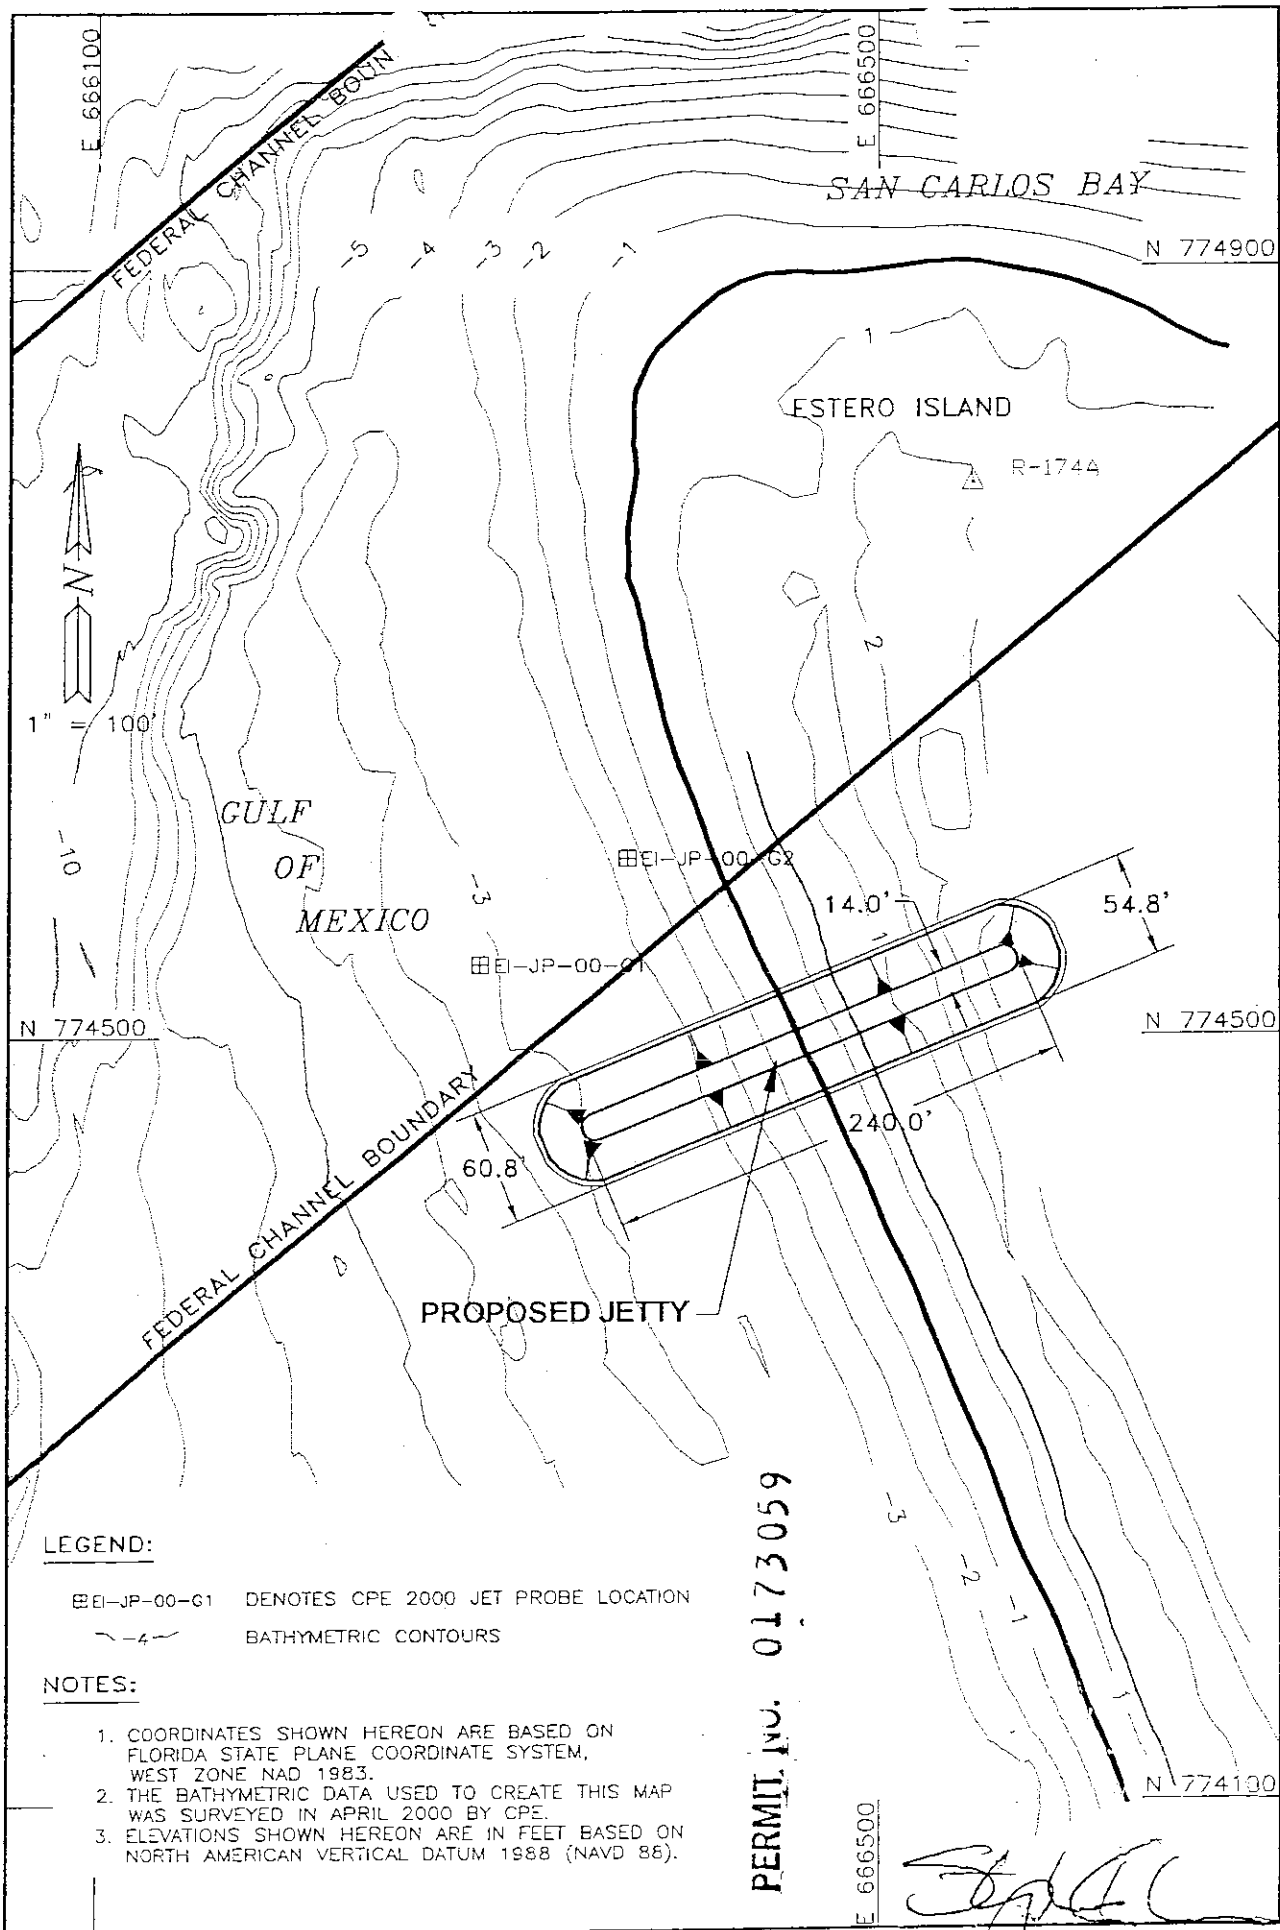 E 666100
E 666500
FEDERAL CHANNEL BOUN
SAN CARLOS BAY
N 774900
-5
-4
-3
-2
-1
1
ESTERO ISLAND
R-174A
N
2
1" = 100'
GULF
OF
MEXICO
-10
-3
EI-JP-00-G2
14.0'
54.8'
1
EI-JP-00-G1
N 774500
N 774500
240.0'
60.8'
FEDERAL CHANNEL BOUNDARY
PROPOSED JETTY
-3
-2
-1
1
LEGEND:
EI-JP-00-G1 DENOTES CPE 2000 JET PROBE LOCATION
-4 BATHYMETRIC CONTOURS
NOTES:
1. COORDINATES SHOWN HEREON ARE BASED ON
FLORIDA STATE PLANE COORDINATE SYSTEM,
WEST ZONE NAD 1983.
2. THE BATHYMETRIC DATA USED TO CREATE THIS MAP
WAS SURVEYED IN APRIL 2000 BY CPE.
3. ELEVATIONS SHOWN HEREON ARE IN FEET BASED ON
NORTH AMERICAN VERTICAL DATUM 1988 (NAVD 88).
PERMIT NO. 0173059
N 774100
E 666500